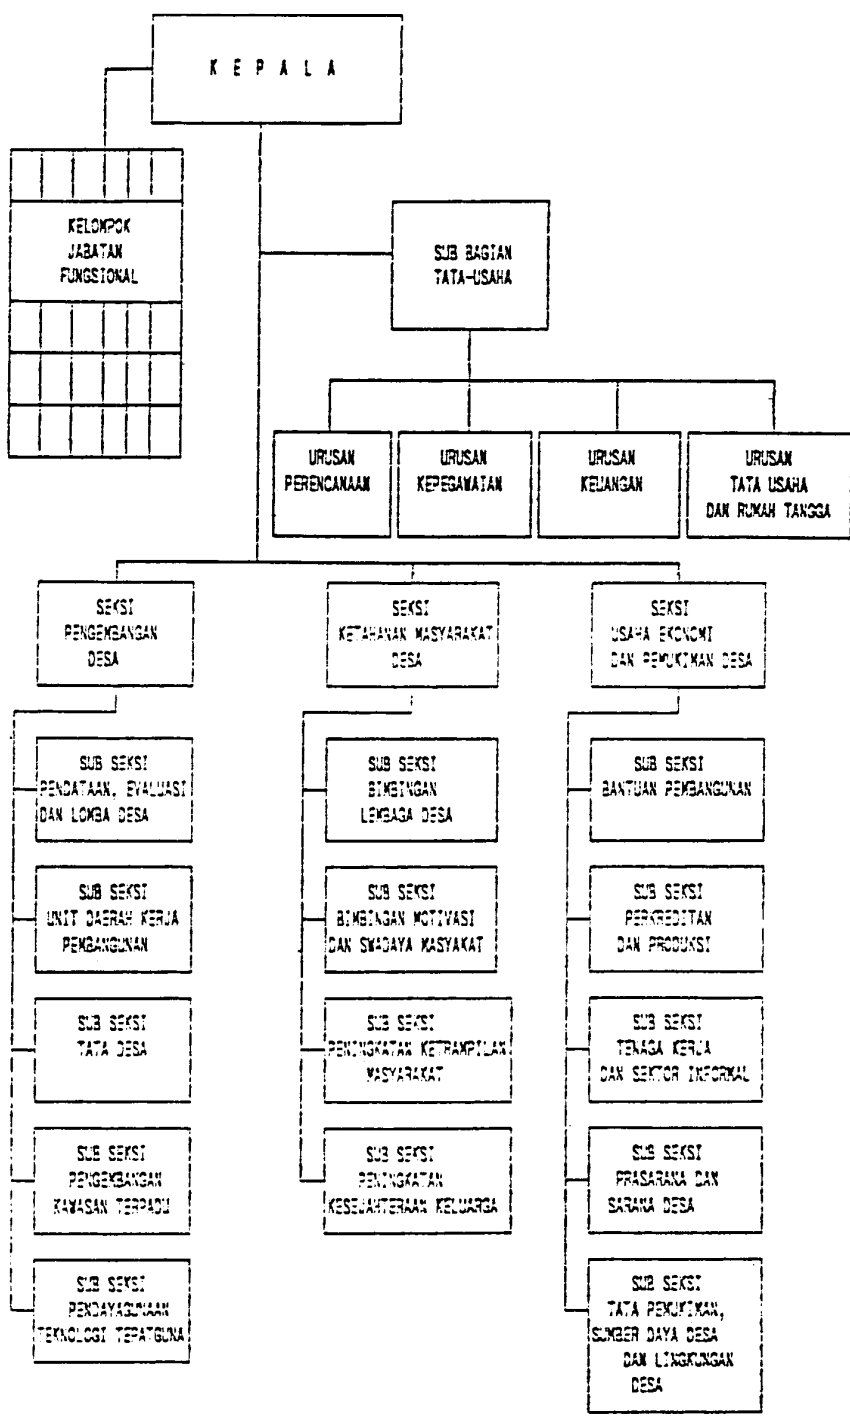 K E P A L A
KELOMPOK
JABATAN
FUNGSIONAL
SUB BAGIAN
TATA-USAHA
URUSAN
PERENCANAAN
URUSAN
KEPEGAWAIAN
URUSAN
KEUANGAN
URUSAN
TATA USAHA
DAN RUMAH TANGGA
SEKSI
PENGEMBANGAN
DESA
SEKSI
KETAHANAN MASYARAKAT
DESA
SEKSI
USAHA EKONOMI
DAN PEMUKIMAN DESA
SUB SEKSI
PENDATAAN, EVALUASI
DAN LOMBA DESA
SUB SEKSI
UNIT DAERAH KERJA
PEMBANGUNAN
SUB SEKSI
TATA DESA
SUB SEKSI
PENGEMBANGAN
KAWASAN TERPADU
SUB SEKSI
PENDAYAGUNAAN
TEKNOLOGI TEPATGUNA
SUB SEKSI
BIMBINGAN
LEMBAGA DESA
SUB SEKSI
BIMBINGAN MOTIVASI
DAN SWADAYA MASYAKAT
SUB SEKSI
PENINGKATAN KETRAMPILAN
MASYARAKAT
SUB SEKSI
PENINGKATAN
KESEJAHTERAAN KELUARGA
SUB SEKSI
BANTUAN PEMBANGUNAN
SUB SEKSI
PERKREDITAN
DAN PRODUKSI
SUB SEKSI
TENAGA KERJA
DAN SEKTOR INFORMAL
SUB SEKSI
PRASARANA DAN
SARANA DESA
SUB SEKSI
TATA PEMUKIMAN,
SUMBER DAYA DESA
DAN LINGKUNGAN
DESA